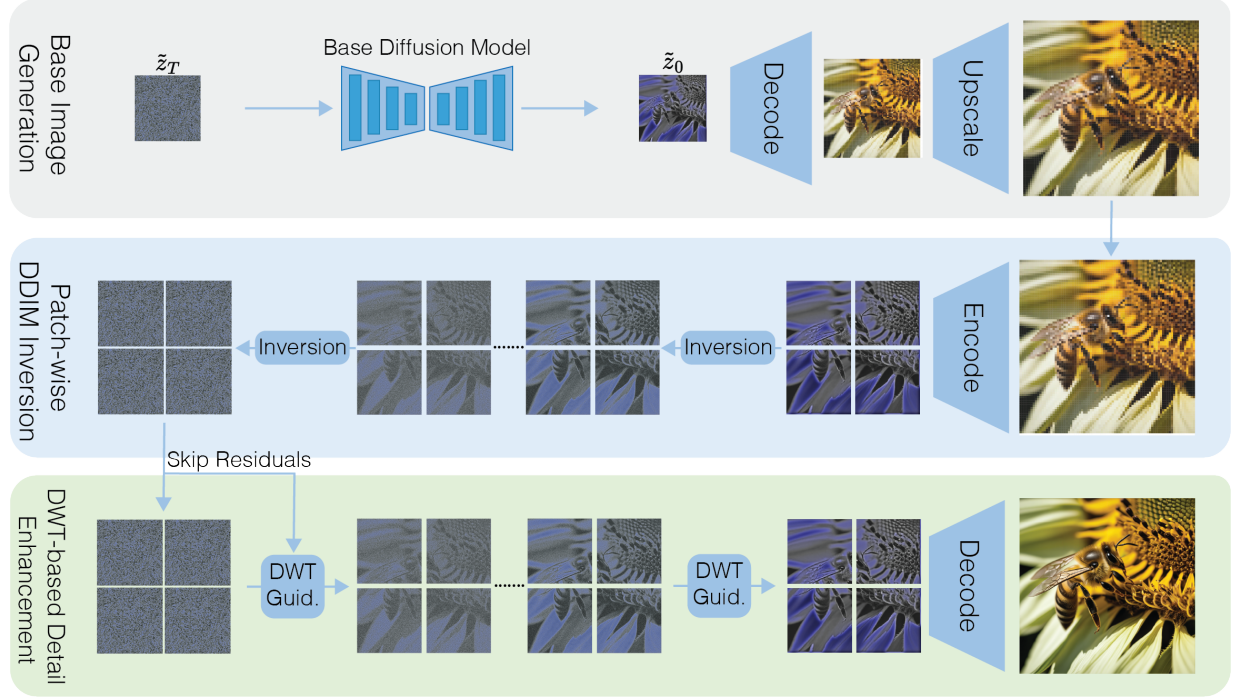 Base Image
Generation
z̃_T
Base Diffusion Model
z̃_0
Decode
Upscale
Patch-wise
DDIM Inversion
Inversion
.......
Inversion
Encode
Skip Residuals
DWT-based Detail
Enhancement
DWT
Guid.
.......
DWT
Guid.
Decode